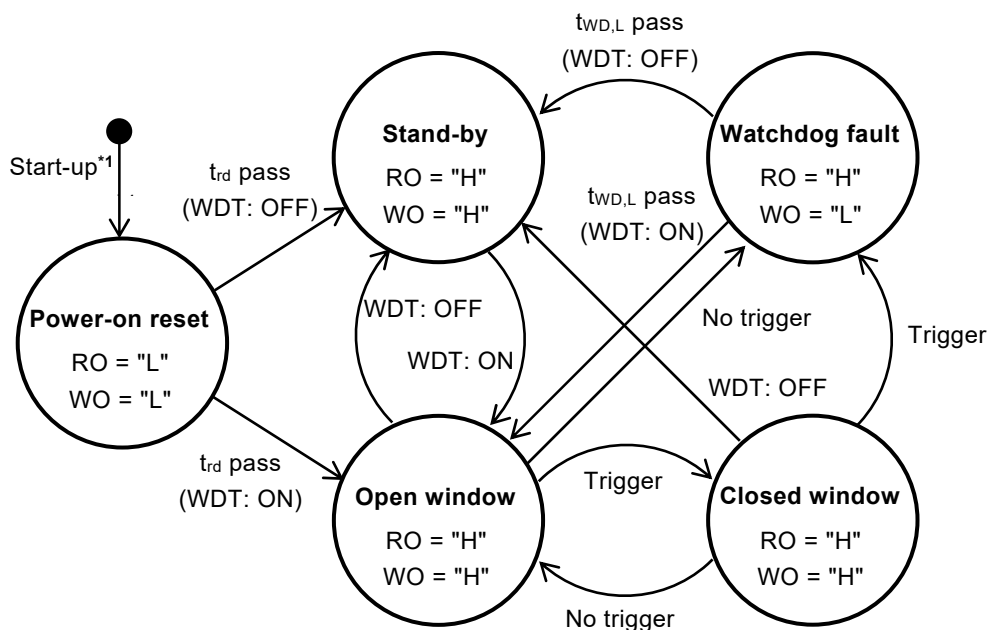 tWD,L pass
(WDT: OFF)
Stand-by
RO = "H"
WO = "H"
Watchdog fault
RO = "H"
WO = "L"
Start-up*1
trd pass
(WDT: OFF)
tWD,L pass
(WDT: ON)
Power-on reset
RO = "L"
WO = "L"
WDT: OFF
WDT: ON
No trigger
Trigger
WDT: OFF
trd pass
(WDT: ON)
Open window
RO = "H"
WO = "H"
Trigger
Closed window
RO = "H"
WO = "H"
No trigger